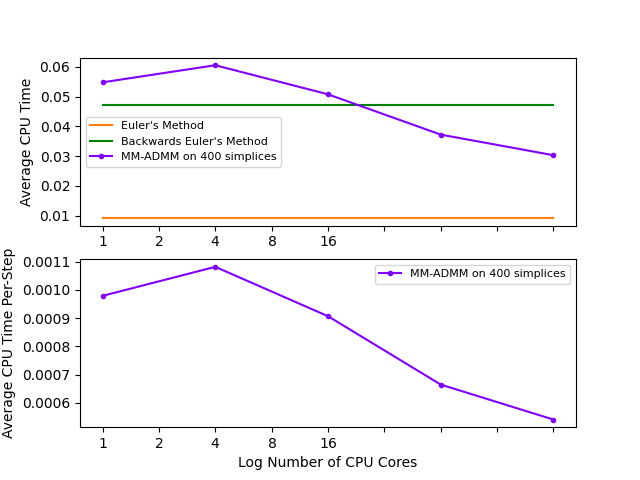 Average CPU Time
0.06
0.05
0.04
0.03
0.02
0.01
Euler's Method
Backwards Euler's Method
MM-ADMM on 400 simplices
1 2 4 8 16
Average CPU Time Per-Step
0.0011
0.0010
0.0009
0.0008
0.0007
0.0006
MM-ADMM on 400 simplices
1 2 4 8 16
Log Number of CPU Cores